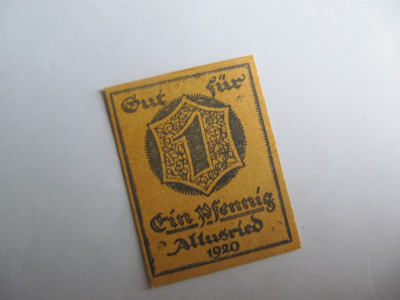 Gut für
1
Ein Pfennig
Altusried
1920